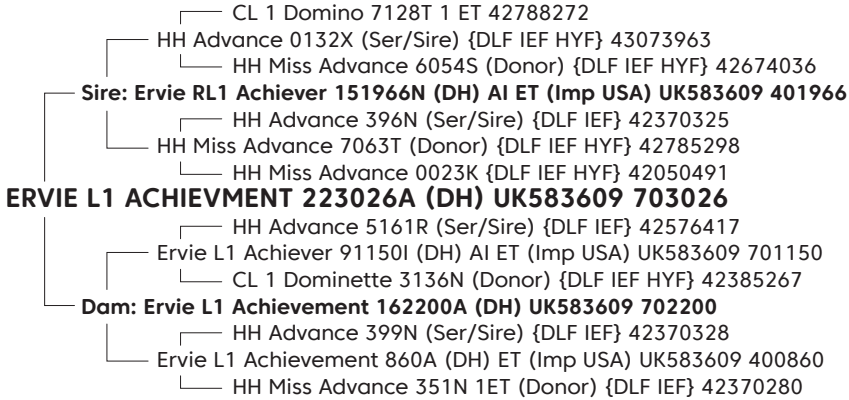 CL 1 Domino 7128T 1 ET 42788272
HH Advance 0132X (Ser/Sire) {DLF IEF HYF} 43073963
HH Miss Advance 6054S (Donor) {DLF IEF HYF} 42674036
Sire: Ervie RL1 Achiever 151966N (DH) AI ET (Imp USA) UK583609 401966
HH Advance 396N (Ser/Sire) {DLF IEF} 42370325
HH Miss Advance 7063T (Donor) {DLF IEF HYF} 42785298
HH Miss Advance 0023K {DLF IEF HYF} 42050491
ERVIE L1 ACHIEVMENT 223026A (DH) UK583609 703026
HH Advance 5161R (Ser/Sire) {DLF IEF} 42576417
Ervie L1 Achiever 91150I (DH) AI ET (Imp USA) UK583609 701150
CL 1 Dominette 3136N (Donor) {DLF IEF HYF} 42385267
Dam: Ervie L1 Achievement 162200A (DH) UK583609 702200
HH Advance 399N (Ser/Sire) {DLF IEF} 42370328
Ervie L1 Achievement 860A (DH) ET (Imp USA) UK583609 400860
HH Miss Advance 351N 1ET (Donor) {DLF IEF} 42370280